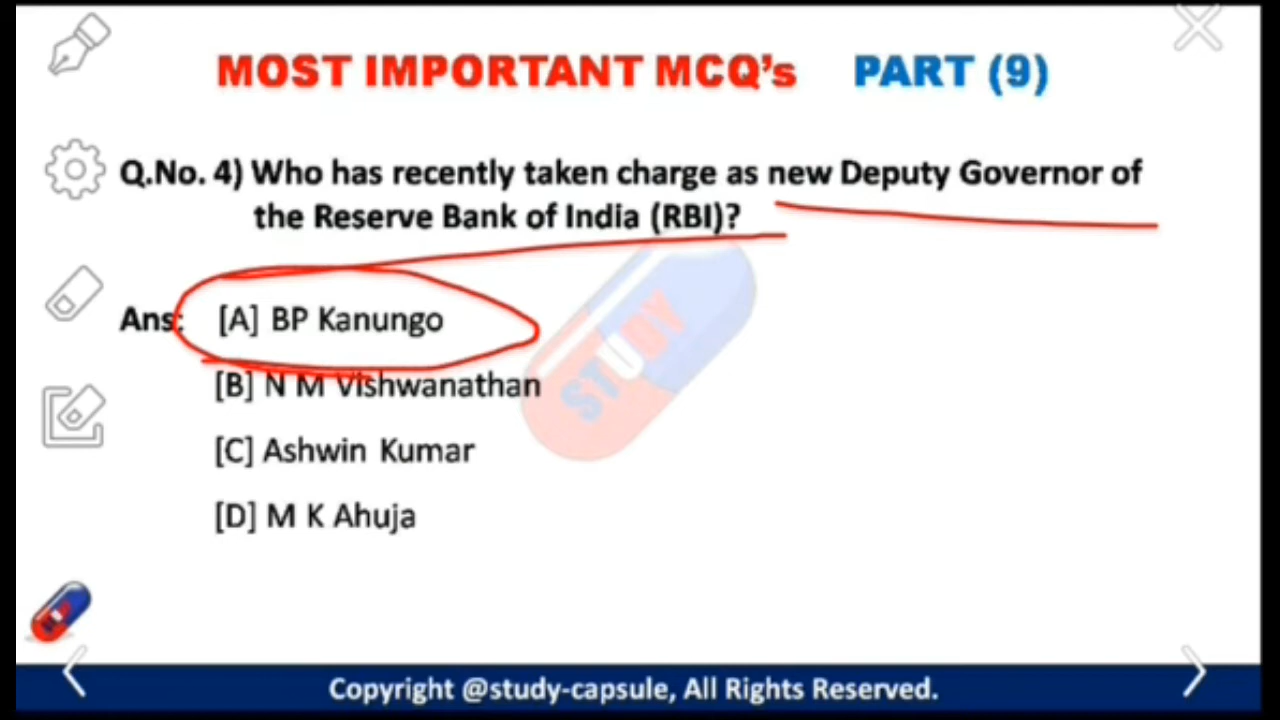 MOST IMPORTANT MCQ's PART (9)
Q.No. 4) Who has recently taken charge as new Deputy Governor of
the Reserve Bank of India (RBI)?
Ans: [A] BP Kanungo
[B] N M Vishwanathan
[C] Ashwin Kumar
[D] M K Ahuja
STUDY
Copyright @study-capsule, All Rights Reserved.